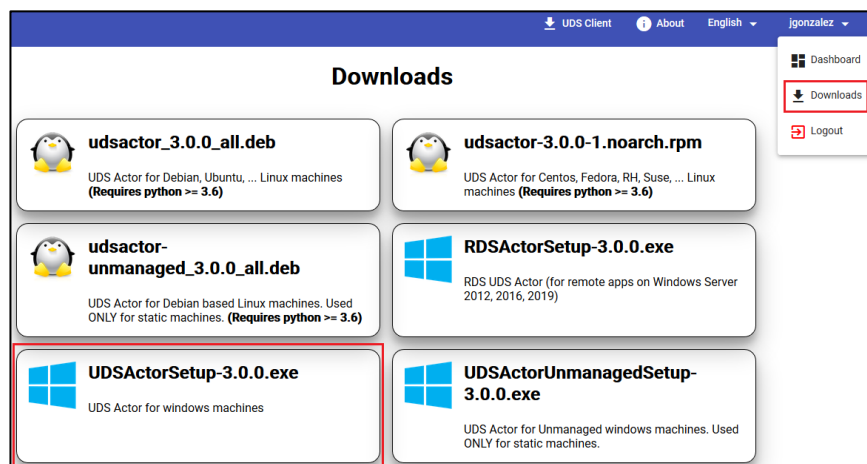 UDS Client About English jgonzalez
Dashboard
Downloads
Logout
Downloads
udsactor_3.0.0_all.deb
UDS Actor for Debian, Ubuntu, ... Linux machines
(Requires python >= 3.6)
udsactor-3.0.0-1.noarch.rpm
UDS Actor for Centos, Fedora, RH, Suse, ... Linux
machines (Requires python >= 3.6)
udsactor-
unmanaged_3.0.0_all.deb
UDS Actor for Debian based Linux machines. Used
ONLY for static machines. (Requires python >= 3.6)
RDSActorSetup-3.0.0.exe
RDS UDS Actor (for remote apps on Windows Server
2012, 2016, 2019)
UDSActorSetup-3.0.0.exe
UDS Actor for windows machines
UDSActorUnmanagedSetup-
3.0.0.exe
UDS Actor for Unmanaged windows machines. Used
ONLY for static machines.